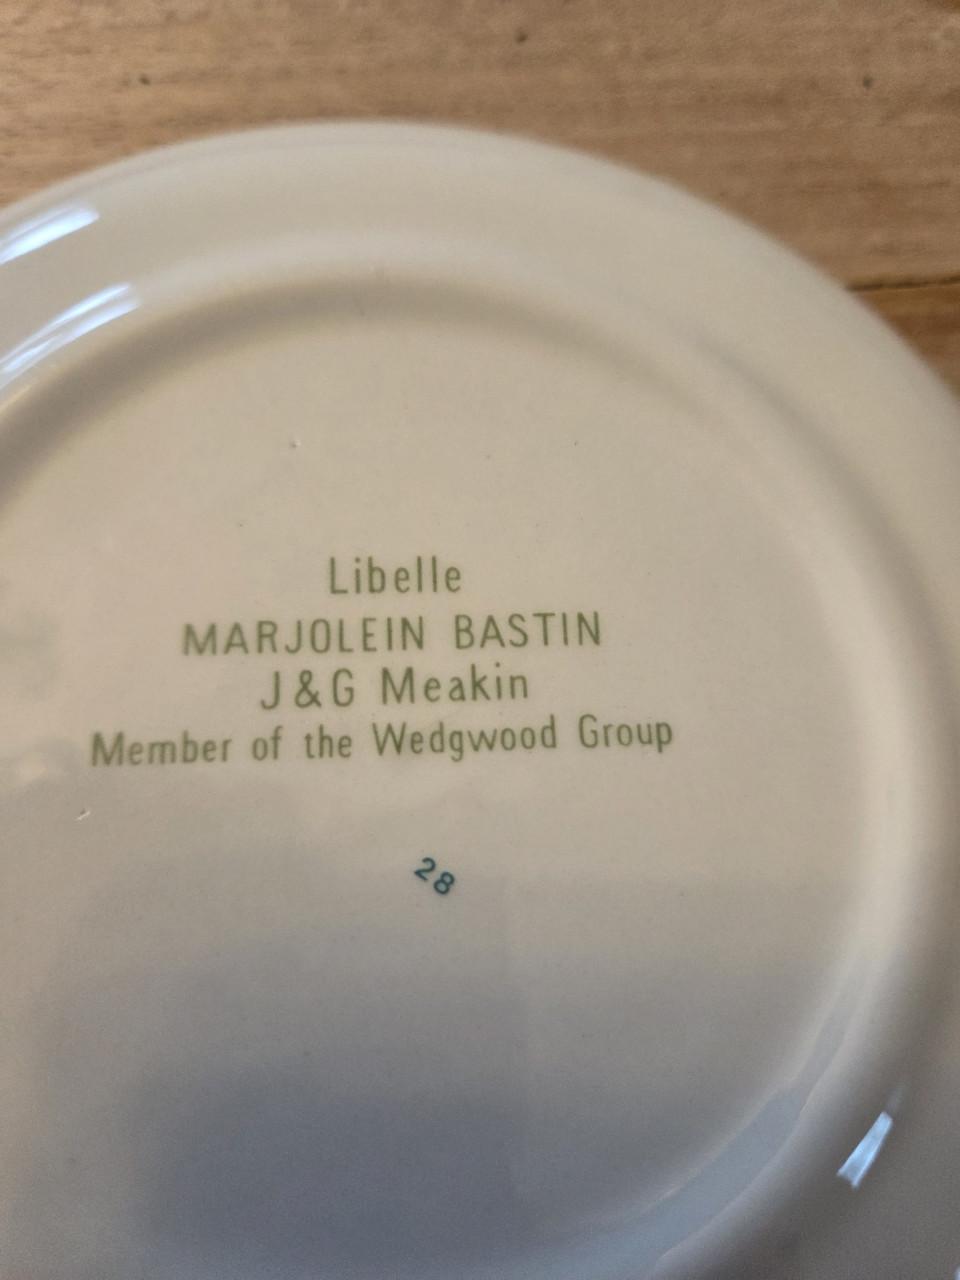 Libelle
MARJOLEIN BASTIN
J&G Meakin
Member of the Wedgwood Group
28